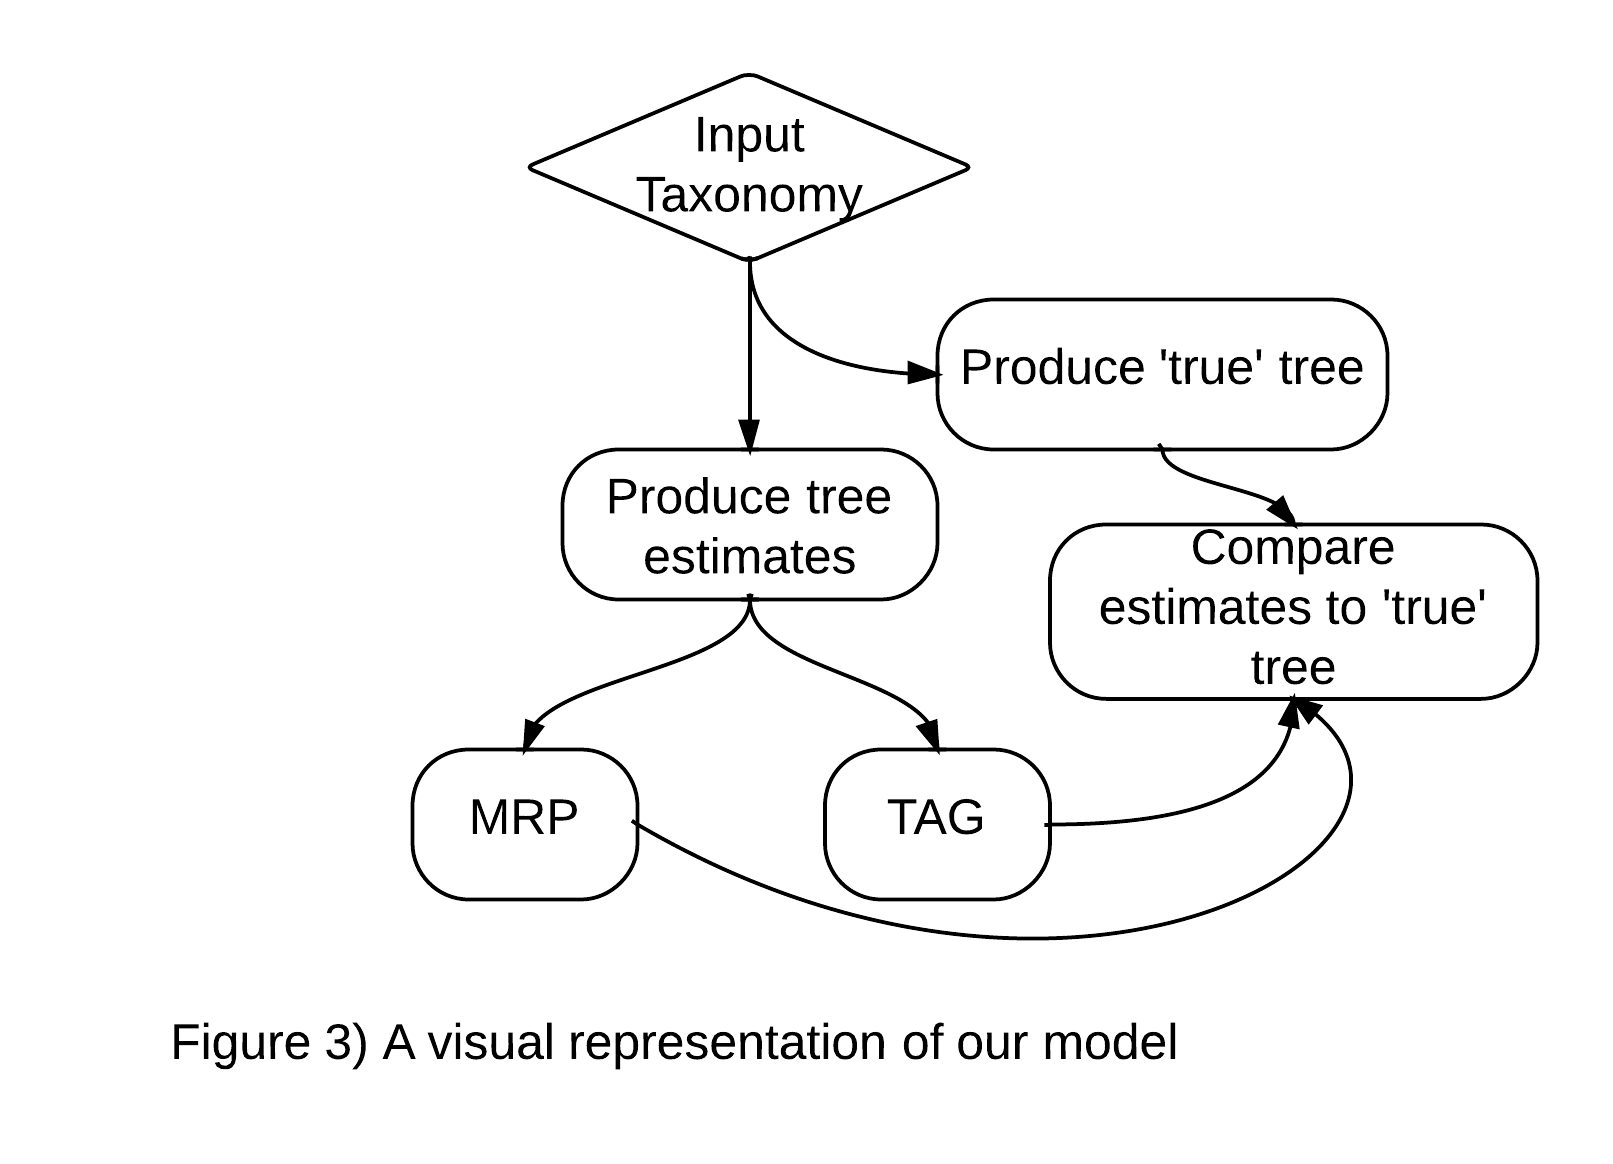 Input
Taxonomy
Produce 'true' tree
Produce tree
estimates
Compare
estimates to 'true'
tree
MRP
TAG
Figure 3) A visual representation of our model